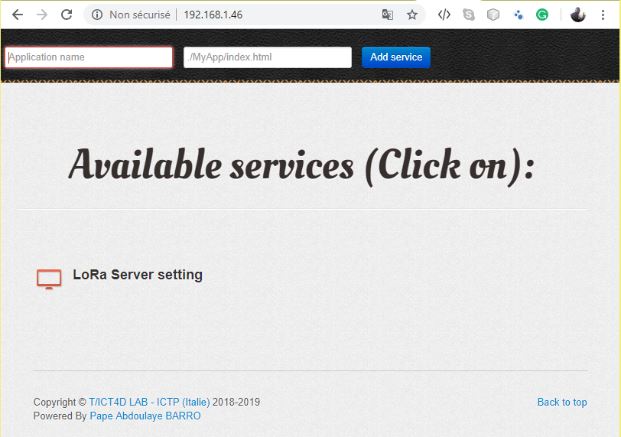 Non sécurisé | 192.168.1.46
Application name ./MyApp/index.html Add service
Available services (Click on):
LoRa Server setting
Copyright © T/ICT4D LAB - ICTP (Italie) 2018-2019 Back to top
Powered By Pape Abdoulaye BARRO